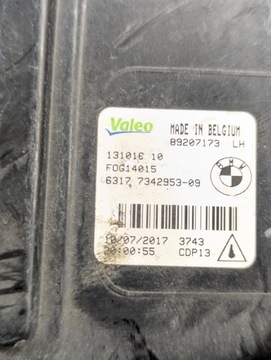 Valeo MADE IN BELGIUM
89207173 LH
131016 10
FOG14015
6317 7342953-09
BMW
10/07/2017 3743
20:00:55 CDP13